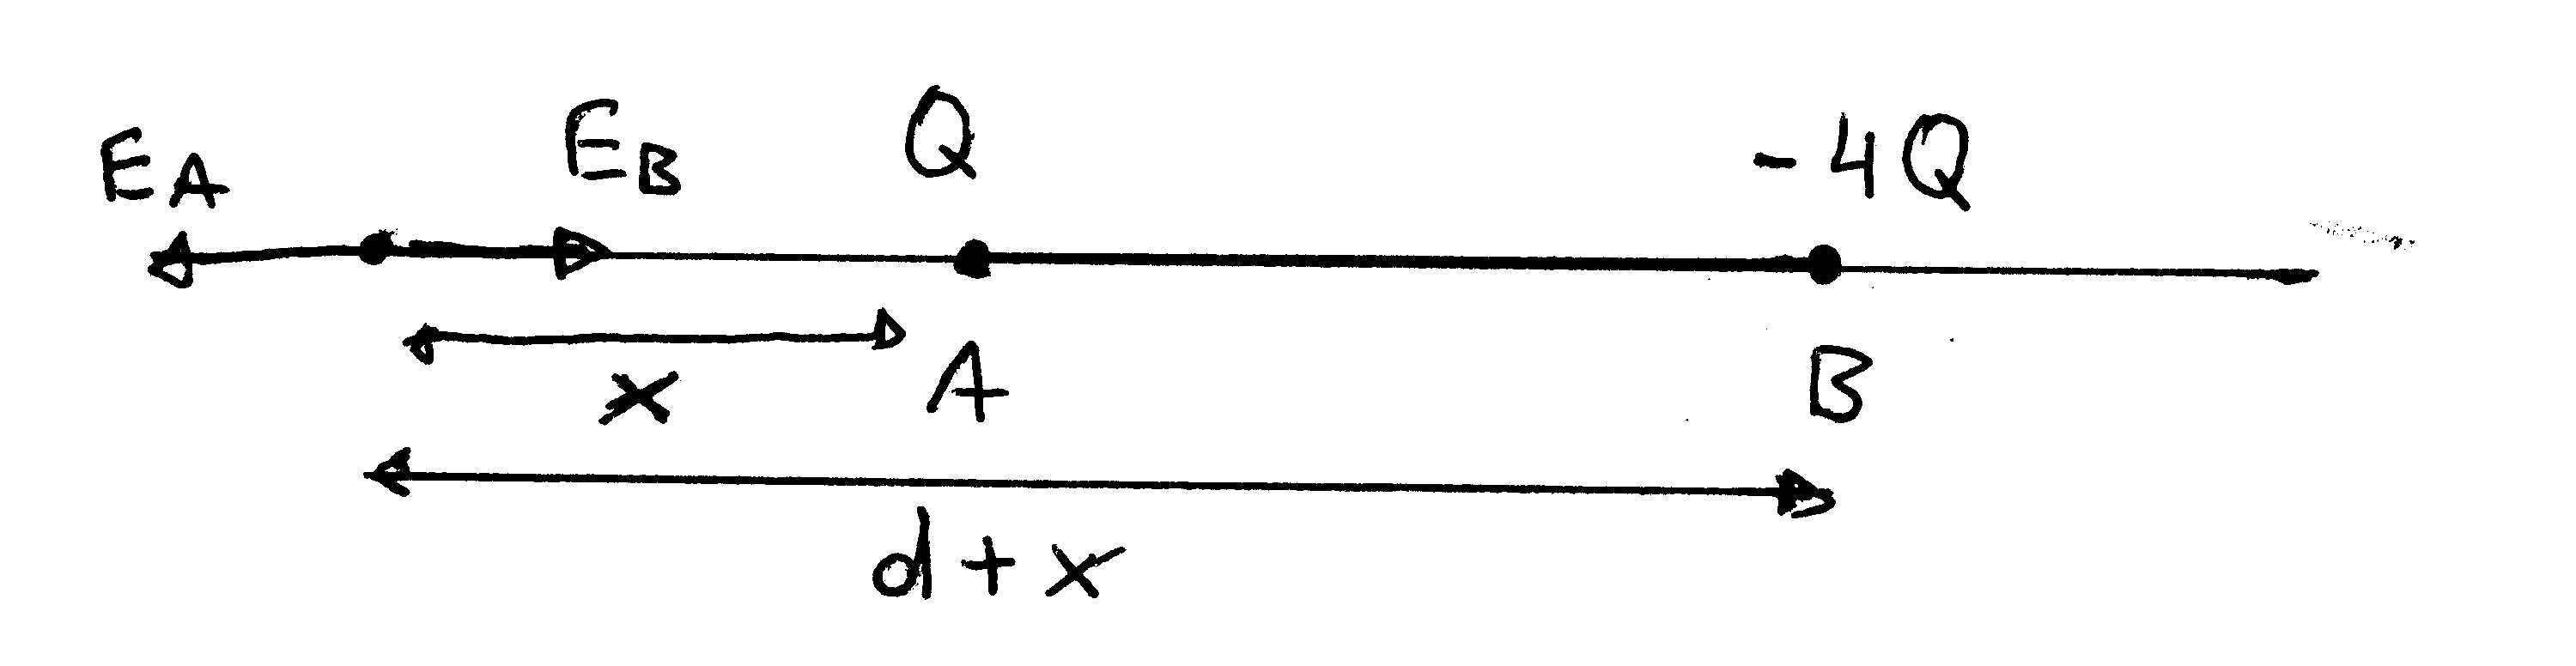 E_A E_B Q -4Q
x A B
d+x